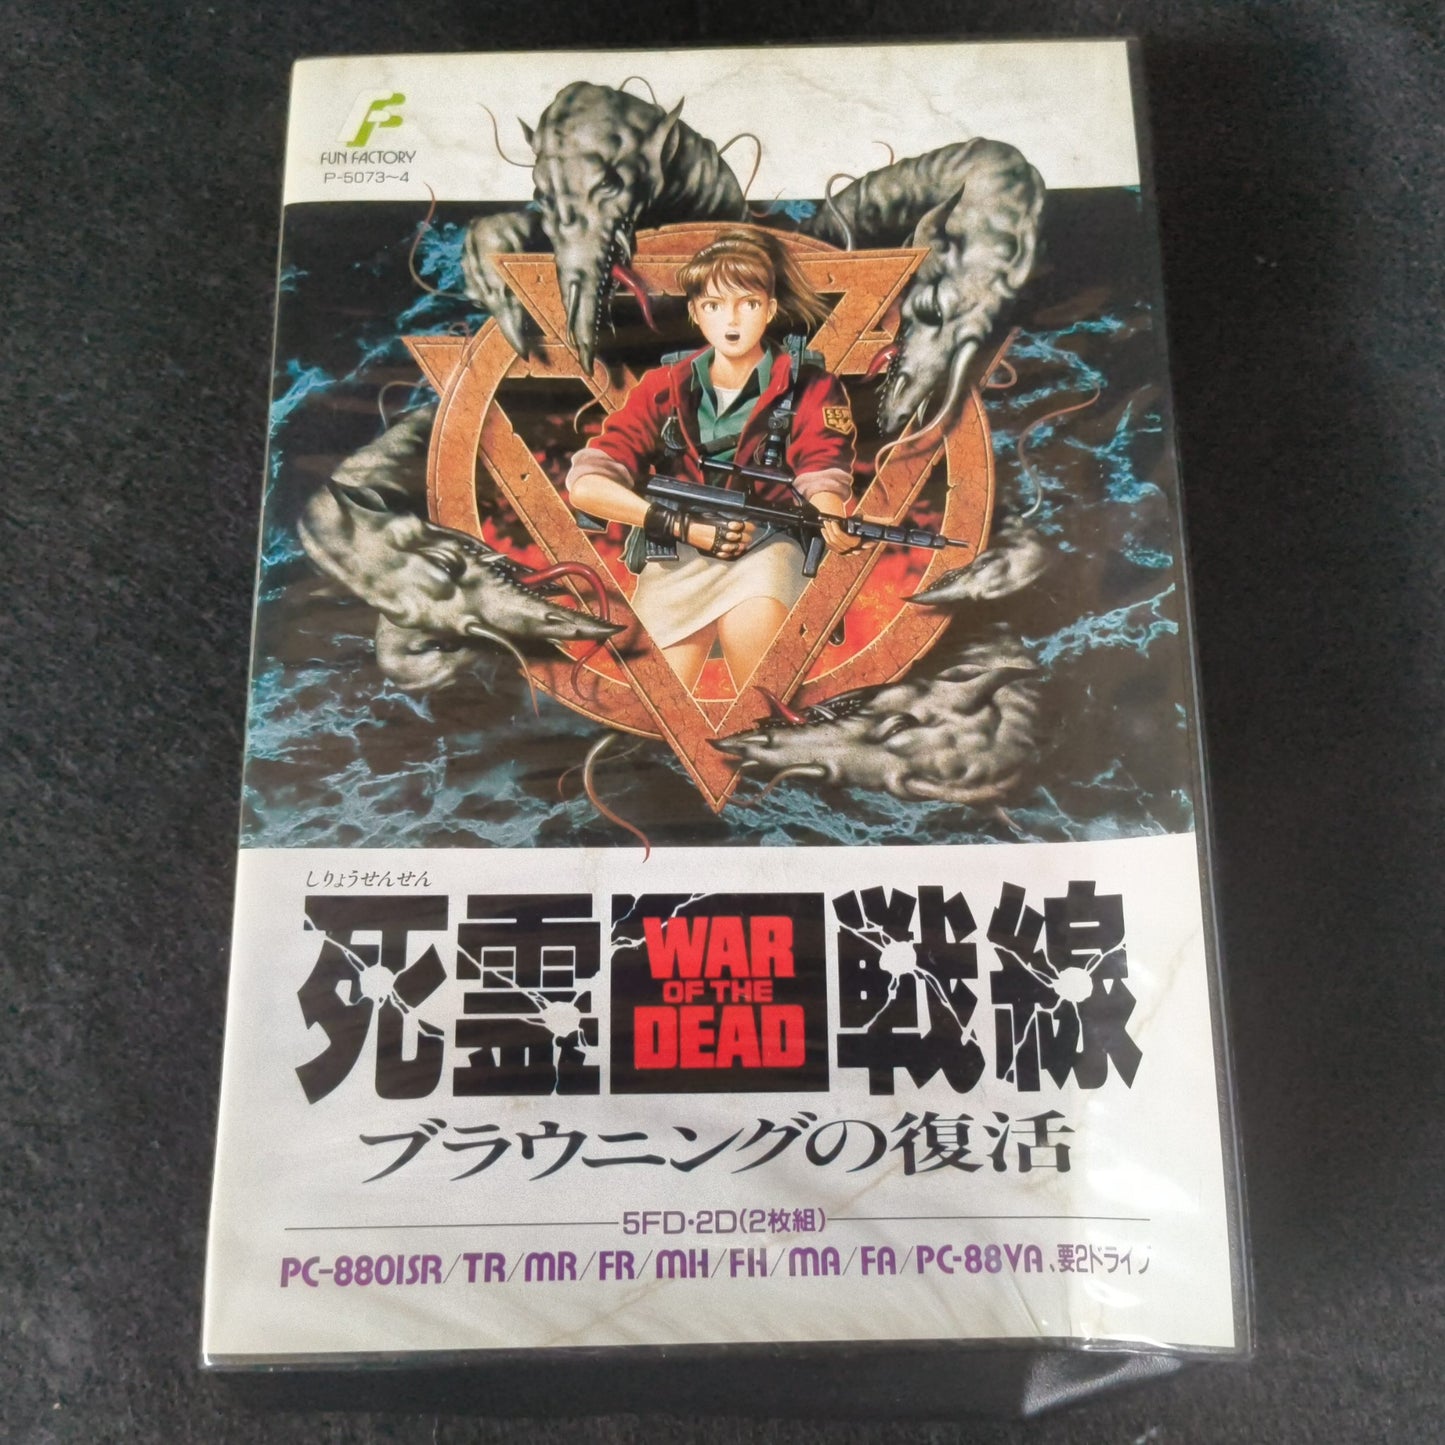 FUN FACTORY
P-5073~4
しりょうせんせん
死霊戦線
WAR
OF THE
DEAD
ブラウニングの復活
5FD・2D(2枚組)
PC-8801SR/TR/MR/FR/MH/FH/MA/FA/PC-88VA、要2ドライブ